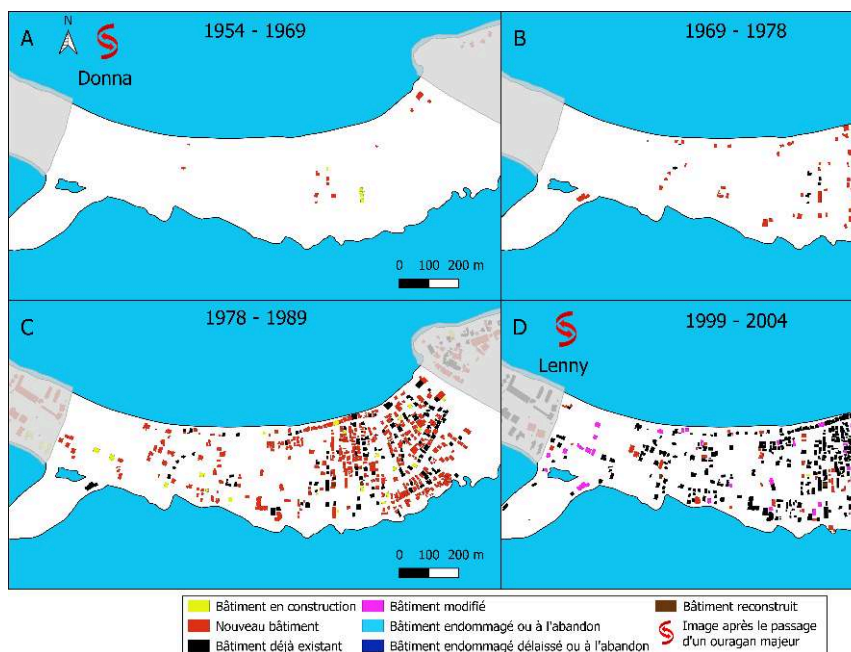 A
N
Donna
1954 - 1969
0 100 200 m
B
1969 - 1978
C
1978 - 1989
0 100 200 m
D
Lenny
1999 - 2004
Bâtiment en construction
Nouveau bâtiment
Bâtiment déjà existant
Bâtiment modifié
Bâtiment endommagé ou à l'abandon
Bâtiment endommagé délaissé ou à l'abandon
Bâtiment reconstruit
Image après le passage
d'un ouragan majeur